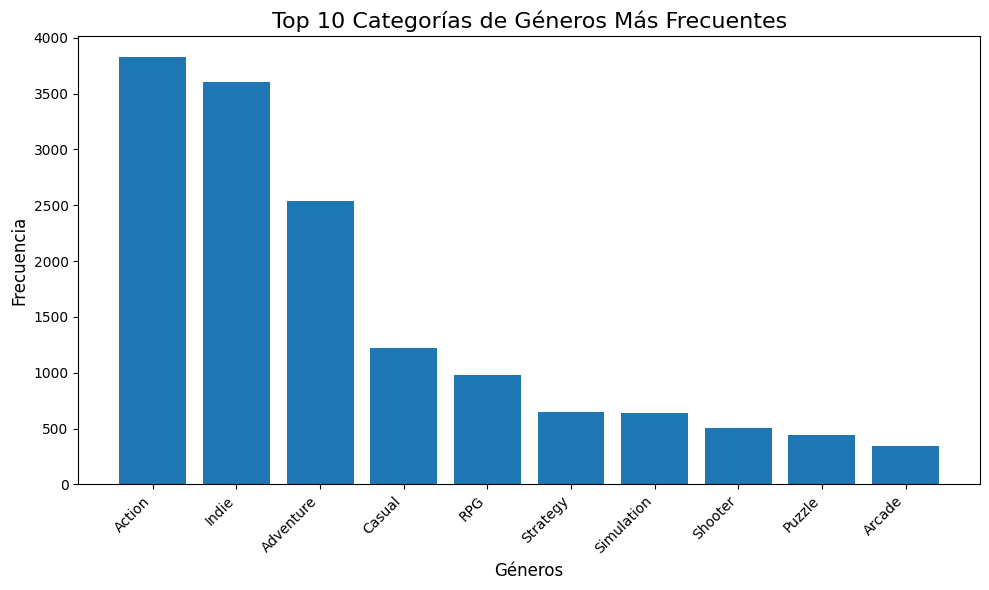 Top 10 Categorías de Géneros Más Frecuentes
4000
3500
3000
2500
2000
1500
1000
500
0
Frecuencia
Action
Indie
Adventure
Casual
RPG
Strategy
Simulation
Shooter
Puzzle
Arcade
Géneros